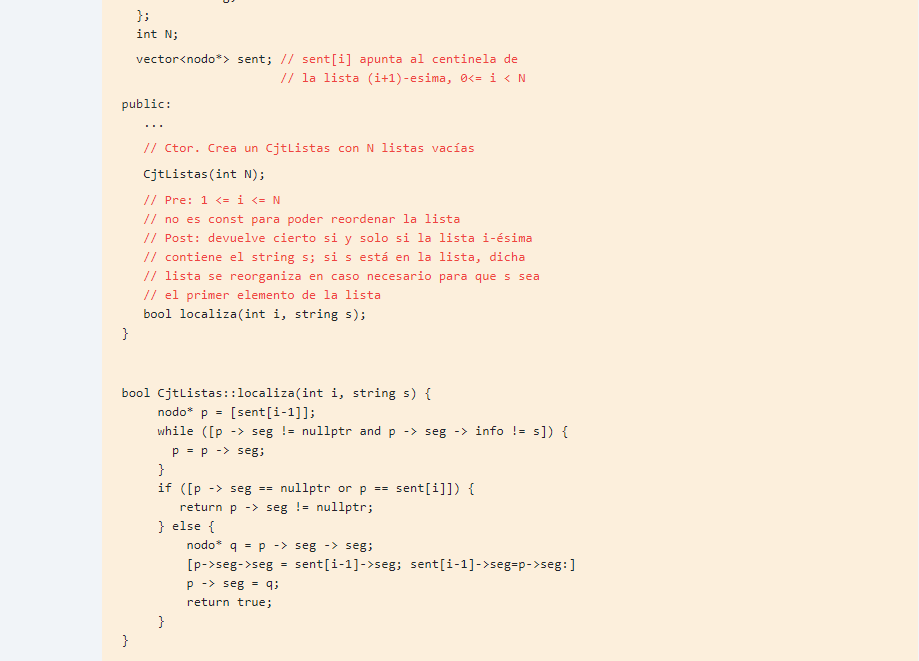 };
int N;
vector<nodo*> sent; // sent[i] apunta al centinela de
// la lista (i+1)-esima, 0<= i < N
public:
...
// Ctor. Crea un CjtListas con N listas vacías
CjtListas(int N);
// Pre: 1 <= i <= N
// no es const para poder reordenar la lista
// Post: devuelve cierto si y solo si la lista i-ésima
// contiene el string s; si s está en la lista, dicha
// lista se reorganiza en caso necesario para que s sea
// el primer elemento de la lista
bool localiza(int i, string s);
}
bool CjtListas::localiza(int i, string s) {
nodo* p = [sent[i-1]];
while ([p -> seg != nullptr and p -> seg -> info != s]) {
p = p -> seg;
}
if ([p -> seg == nullptr or p == sent[i]]) {
return p -> seg != nullptr;
} else {
nodo* q = p -> seg -> seg;
[p->seg->seg = sent[i-1]->seg; sent[i-1]->seg=p->seg:]
p -> seg = q;
return true;
}
}